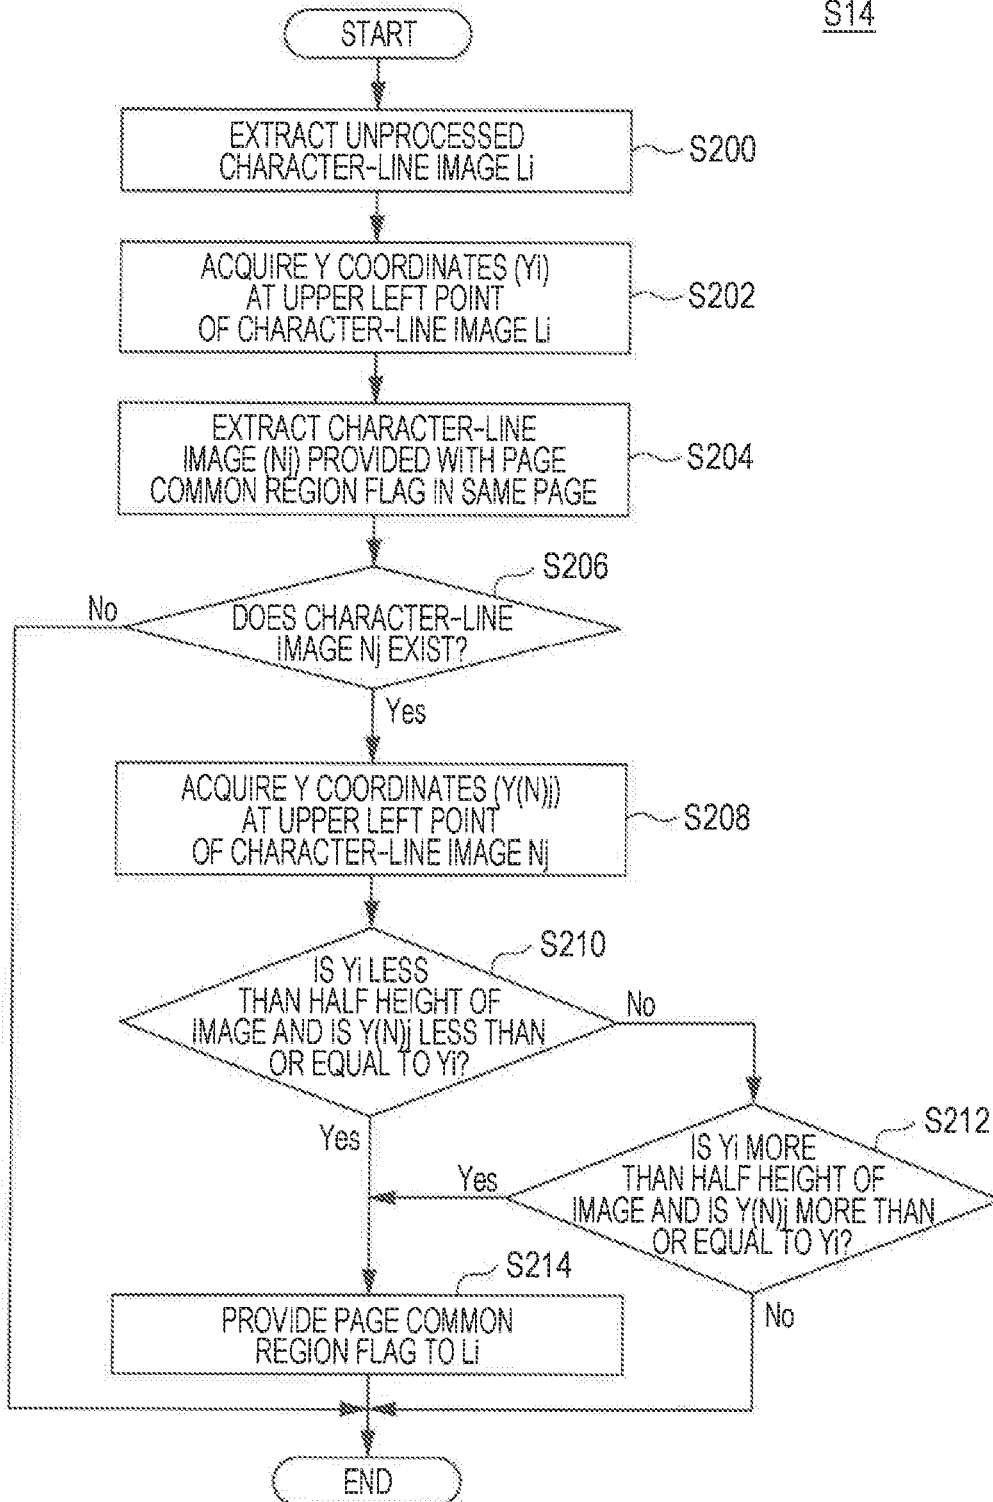 S14
START
EXTRACT UNPROCESSED
CHARACTER-LINE IMAGE Li
S200
ACQUIRE Y COORDINATES (Yi)
AT UPPER LEFT POINT
OF CHARACTER-LINE IMAGE Li
S202
EXTRACT CHARACTER-LINE
IMAGE (Nj) PROVIDED WITH PAGE
COMMON REGION FLAG IN SAME PAGE
S204
S206
No
DOES CHARACTER-LINE
IMAGE Nj EXIST?
Yes
ACQUIRE Y COORDINATES (Y(N)j)
AT UPPER LEFT POINT
OF CHARACTER-LINE IMAGE Nj
S208
S210
IS Yi LESS
THAN HALF HEIGHT OF
IMAGE AND IS Y(N)j LESS THAN
OR EQUAL TO Yi?
No
Yes
S212
IS Yi MORE
THAN HALF HEIGHT OF
IMAGE AND IS Y(N)j MORE THAN
OR EQUAL TO Yi?
Yes
No
S214
PROVIDE PAGE COMMON
REGION FLAG TO Li
END